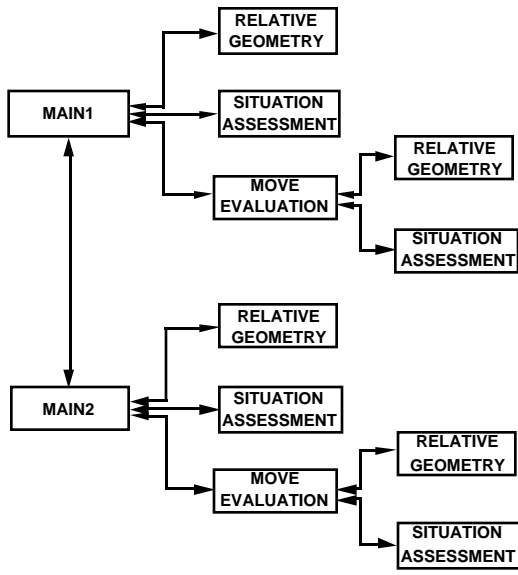 RELATIVE
GEOMETRY
MAIN1
SITUATION
ASSESSMENT
RELATIVE
GEOMETRY
MOVE
EVALUATION
SITUATION
ASSESSMENT
RELATIVE
GEOMETRY
MAIN2
SITUATION
ASSESSMENT
RELATIVE
GEOMETRY
MOVE
EVALUATION
SITUATION
ASSESSMENT